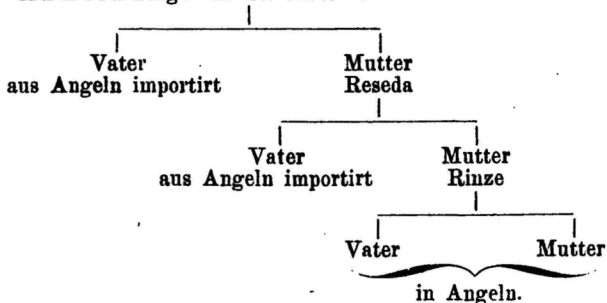 Vater Mutter
aus Angeln importirt Reseda
Vater Mutter
aus Angeln importirt Rinze
Vater Mutter
in Angeln.